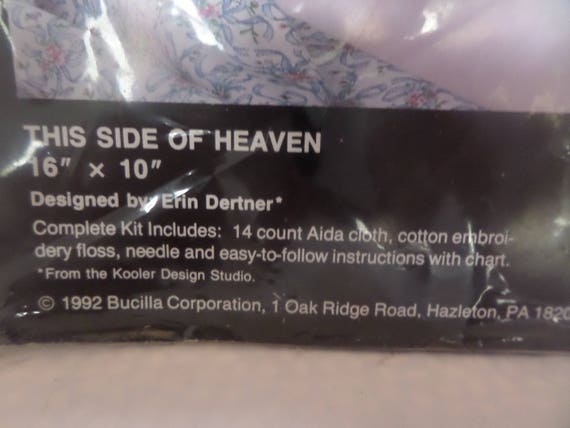 THIS SIDE OF HEAVEN
16" × 10"
Designed by Erin Dertner*
Complete Kit Includes: 14 count Aida cloth, cotton embroi-
dery floss, needle and easy-to-follow instructions with chart.
*From the Kooler Design Studio.
© 1992 Bucilla Corporation, 1 Oak Ridge Road, Hazleton, PA 1820